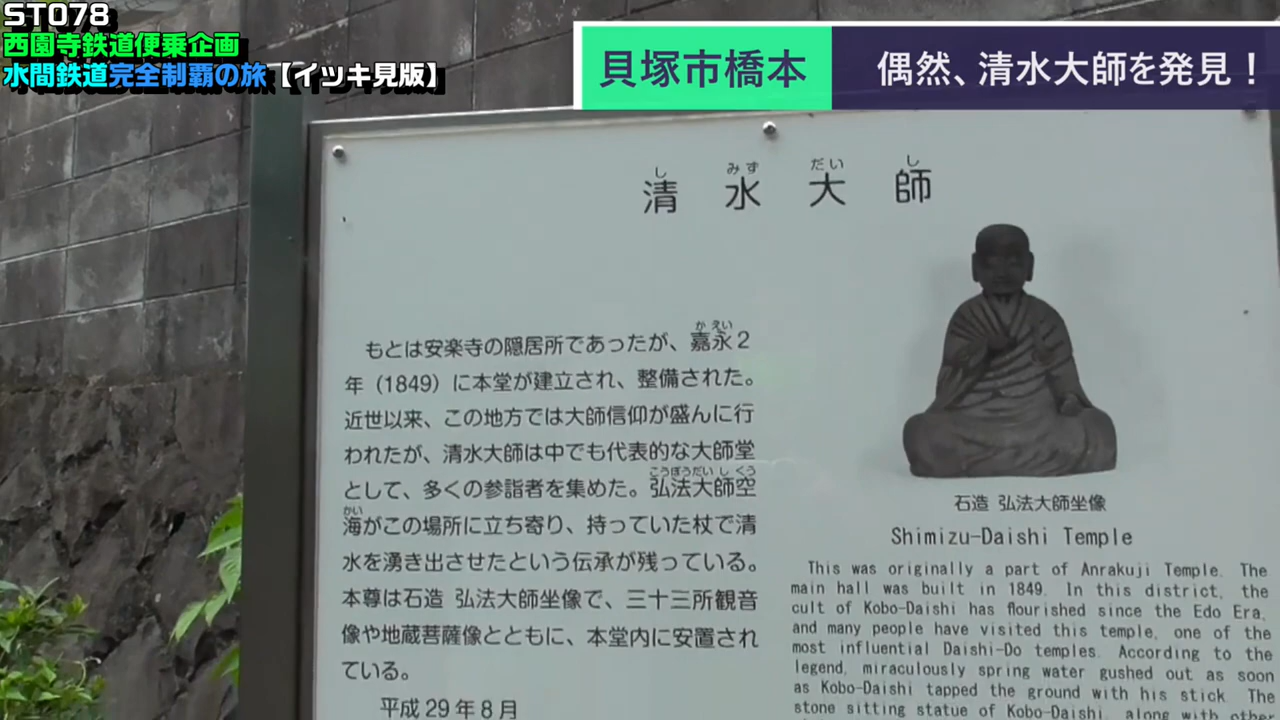 ST078
西園寺鉄道便乗企画
水間鉄道完全制覇の旅【イッキ見版】
貝塚市橋本
偶然、清水大師を発見！
し みず だい し
清水大師
かえい
もとは安楽寺の隠居所であったが、嘉永2
年（1849）に本堂が建立され、整備された。
近世以来、この地方では大師信仰が盛んに行
われたが、清水大師は中でも代表的な大師堂
こうぼうだいしくう
として、多くの参詣者を集めた。弘法大師空
かい
海がこの場所に立ち寄り、持っていた杖で清
水を湧き出させたという伝承が残っている。
本尊は石造 弘法大師坐像で、三十三所観音
像や地蔵菩薩像とともに、本堂内に安置され
ている。
平成29年8月
石造 弘法大師坐像
Shimizu-Daishi Temple
This was originally a part of Anrakuji Temple. The
main hall was built in 1849. In this district, the
cult of Kobo-Daishi has flourished since the Edo Era,
and many people have visited this temple, one of the
most influential Daishi-Do temples. According to the
legend, miraculously spring water gushed out as soon
as Kobo-Daishi tapped the ground with his stick. The
stone sitting statue of Kobo-Daishi, along with other